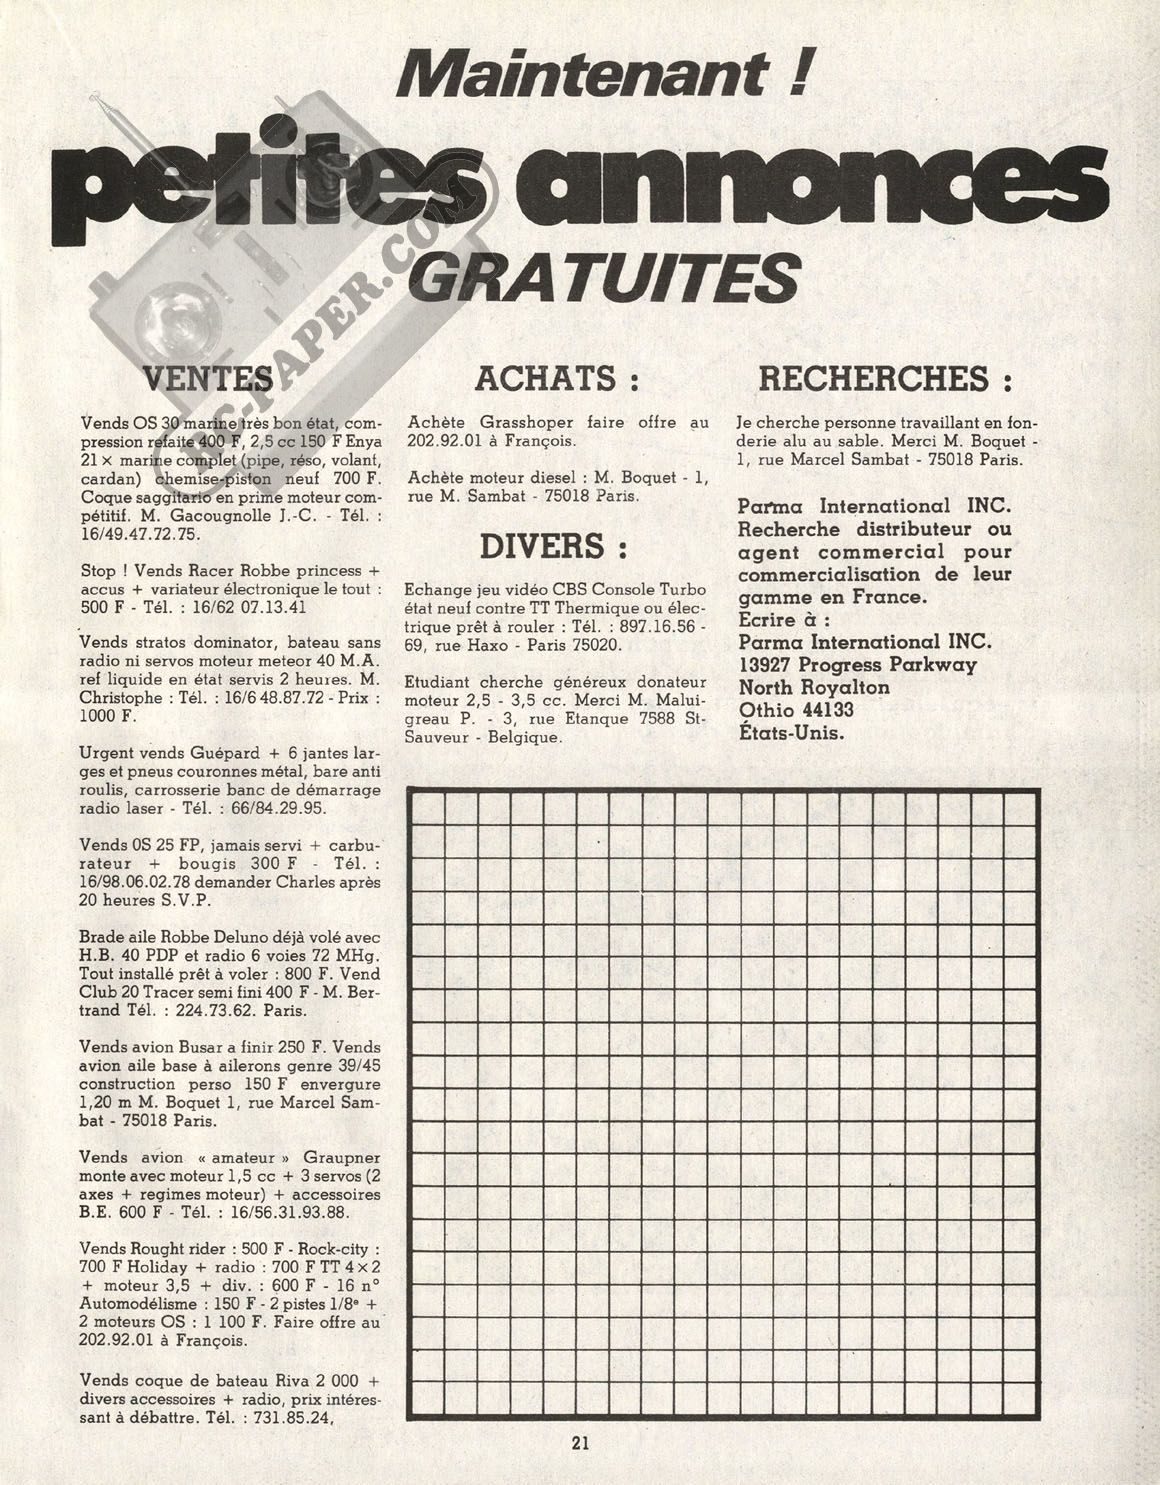 Maintenant !
petites annonces
GRATUITES
RC-PAPER.COM
VENTES
Vends OS 30 marine très bon état, com-
pression refaite 400 F, 2,5 cc 150 F Enya
21 × marine complet (pipe, réso, volant,
cardan) chemise-piston neuf 700 F.
Coque saggitario en prime moteur com-
pétitif. M. Gacougnolle J.-C. - Tél. :
16/49.47.72.75.
Stop ! Vends Racer Robbe princess +
accus + variateur électronique le tout :
500 F - Tél. : 16/62 07.13.41
Vends stratos dominator, bateau sans
radio ni servos moteur meteor 40 M.A.
ref liquide en état servis 2 heures. M.
Christophe : Tél. : 16/6 48.87.72 - Prix :
1000 F.
Urgent vends Guépard + 6 jantes lar-
ges et pneus couronnes métal, bare anti
roulis, carrosserie banc de démarrage
radio laser - Tél. : 66/84.29.95.
Vends OS 25 FP, jamais servi + carbu-
rateur + bougis 300 F - Tél. :
16/98.06.02.78 demander Charles après
20 heures S.V.P.
Brade aile Robbe Deluno déjà volé avec
H.B. 40 PDP et radio 6 voies 72 MHg.
Tout installé prêt à voler : 800 F. Vend
Club 20 Tracer semi fini 400 F - M. Ber-
trand Tél. : 224.73.62. Paris.
Vends avion Busar a finir 250 F. Vends
avion aile base à ailerons genre 39/45
construction perso 150 F envergure
1,20 m M. Boquet 1, rue Marcel Sam-
bat - 75018 Paris.
Vends avion « amateur » Graupner
monte avec moteur 1,5 cc + 3 servos (2
axes + regimes moteur) + accessoires
B.E. 600 F - Tél. : 16/56.31.93.88.
Vends Rought rider : 500 F - Rock-city :
700 F Holiday + radio : 700 F TT 4 × 2
+ moteur 3,5 + div. : 600 F - 16 n°
Automodélisme : 150 F - 2 pistes 1/8e +
2 moteurs OS : 1 100 F. Faire offre au
202.92.01 à François.
Vends coque de bateau Riva 2 000 +
divers accessoires + radio, prix intéres-
sant à débattre. Tél. : 731.85.24,
ACHATS :
Achète Grasshoper faire offre au
202.92.01 à François.
Achète moteur diesel : M. Boquet - 1,
rue M. Sambat - 75018 Paris.
DIVERS :
Echange jeu vidéo CBS Console Turbo
état neuf contre TT Thermique ou élec-
trique prêt à rouler : Tél. : 897.16.56 -
69, rue Haxo - Paris 75020.
Etudiant cherche généreux donateur
moteur 2,5 - 3,5 cc. Merci M. Malui-
greau P. - 3, rue Etanque 7588 St-
Sauveur - Belgique.
RECHERCHES :
Je cherche personne travaillant en fon-
derie alu au sable. Merci M. Boquet -
1, rue Marcel Sambat - 75018 Paris.
Parma International INC.
Recherche distributeur ou
agent commercial pour
commercialisation de leur
gamme en France.
Ecrire à :
Parma International INC.
13927 Progress Parkway
North Royalton
Othio 44133
États-Unis.
21